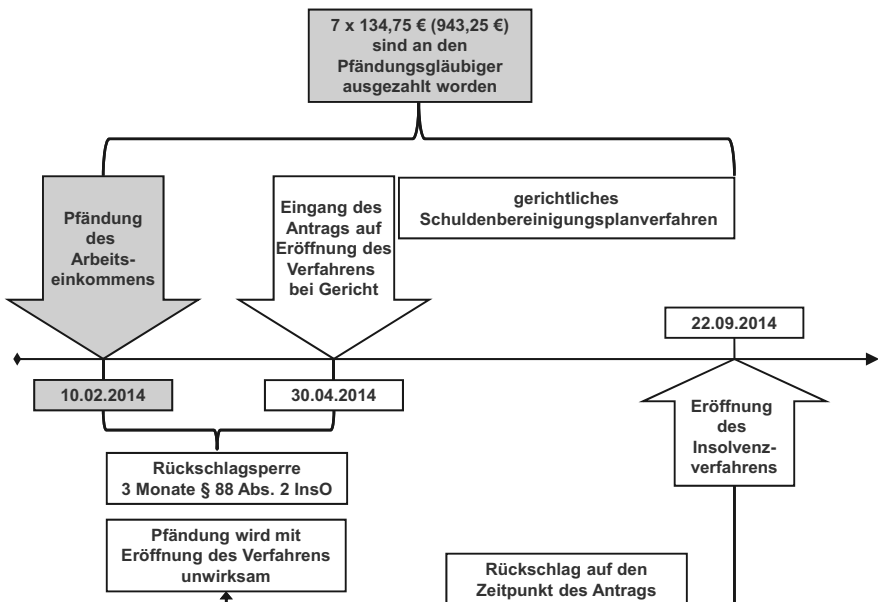 7 x 134,75 € (943,25 €)
sind an den
Pfändungsgläubiger
ausgezahlt worden
Pfändung
des
Arbeits-
einkommens
Eingang des
Antrags auf
Eröffnung des
Verfahrens
bei Gericht
gerichtliches
Schuldenbereinigungsplanverfahren
22.09.2014
10.02.2014
30.04.2014
Eröffnung
des
Insolvenz-
verfahrens
Rückschlagsperre
3 Monate § 88 Abs. 2 InsO
Pfändung wird mit
Eröffnung des Verfahrens
unwirksam
Rückschlag auf den
Zeitpunkt des Antrags